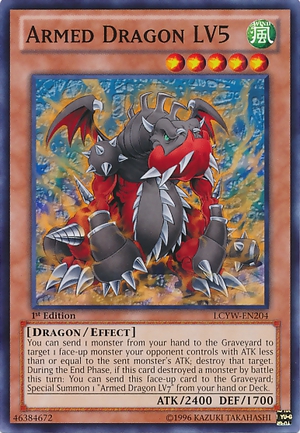 ARMED DRAGON LV5
WIND
風
1st Edition
LCYW-EN204
[DRAGON / EFFECT]
You can send 1 monster from your hand to the Graveyard to
target 1 face-up monster your opponent controls with ATK less
than or equal to the sent monster's ATK; destroy that target.
During the End Phase, if this card destroyed a monster by battle
this turn: You can send this face-up card to the Graveyard;
Special Summon 1 "Armed Dragon LV7" from your hand or Deck.
ATK/2400 DEF/1700
46384672
©1996 KAZUKI TAKAHASHI